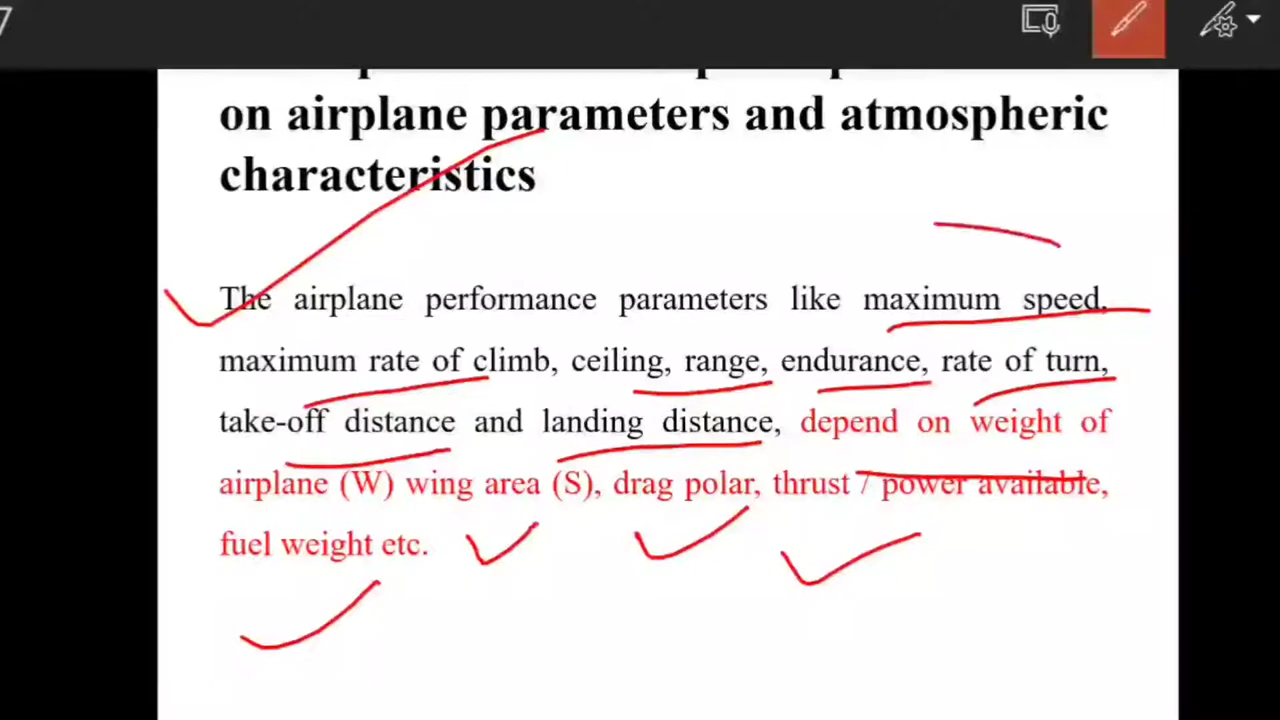 on airplane parameters and atmospheric
characteristics
The airplane performance parameters like maximum speed,
maximum rate of climb, ceiling, range, endurance, rate of turn,
take-off distance and landing distance, depend on weight of
airplane (W) wing area (S), drag polar, thrust / power available,
fuel weight etc.